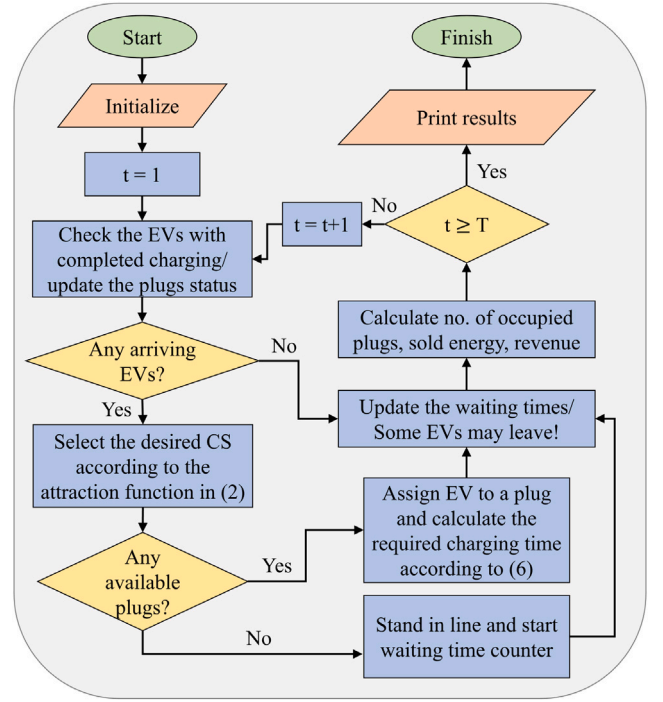 Start
Initialize
t = 1
Check the EVs with
completed charging/
update the plugs status
Any arriving
EVs?
No
Yes
Select the desired CS
according to the
attraction function in (2)
Any
available
plugs?
Yes
No
Stand in line and start
waiting time counter
Assign EV to a plug
and calculate the
required charging time
according to (6)
Update the waiting times/
Some EVs may leave!
Calculate no. of occupied
plugs, sold energy, revenue
t ≥ T
No
t = t+1
Yes
Print results
Finish